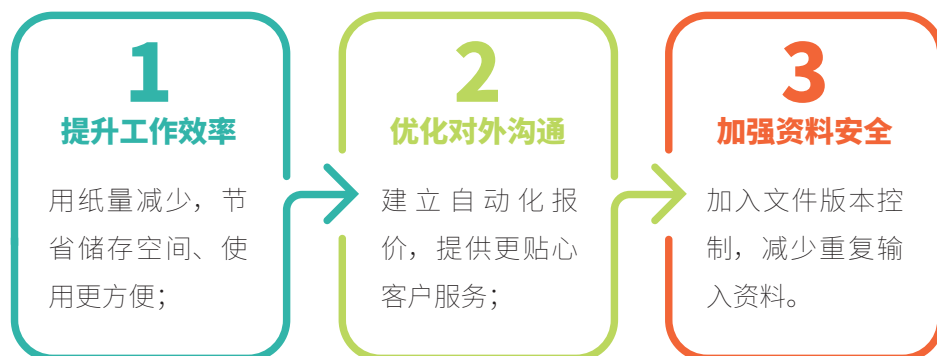 1
提升工作效率
用纸量减少，节
省储存空间、使
用更方便；
2
优化对外沟通
建立自动化报
价，提供更贴心
客户服务；
3
加强资料安全
加入文件版本控
制，减少重复输
入资料。